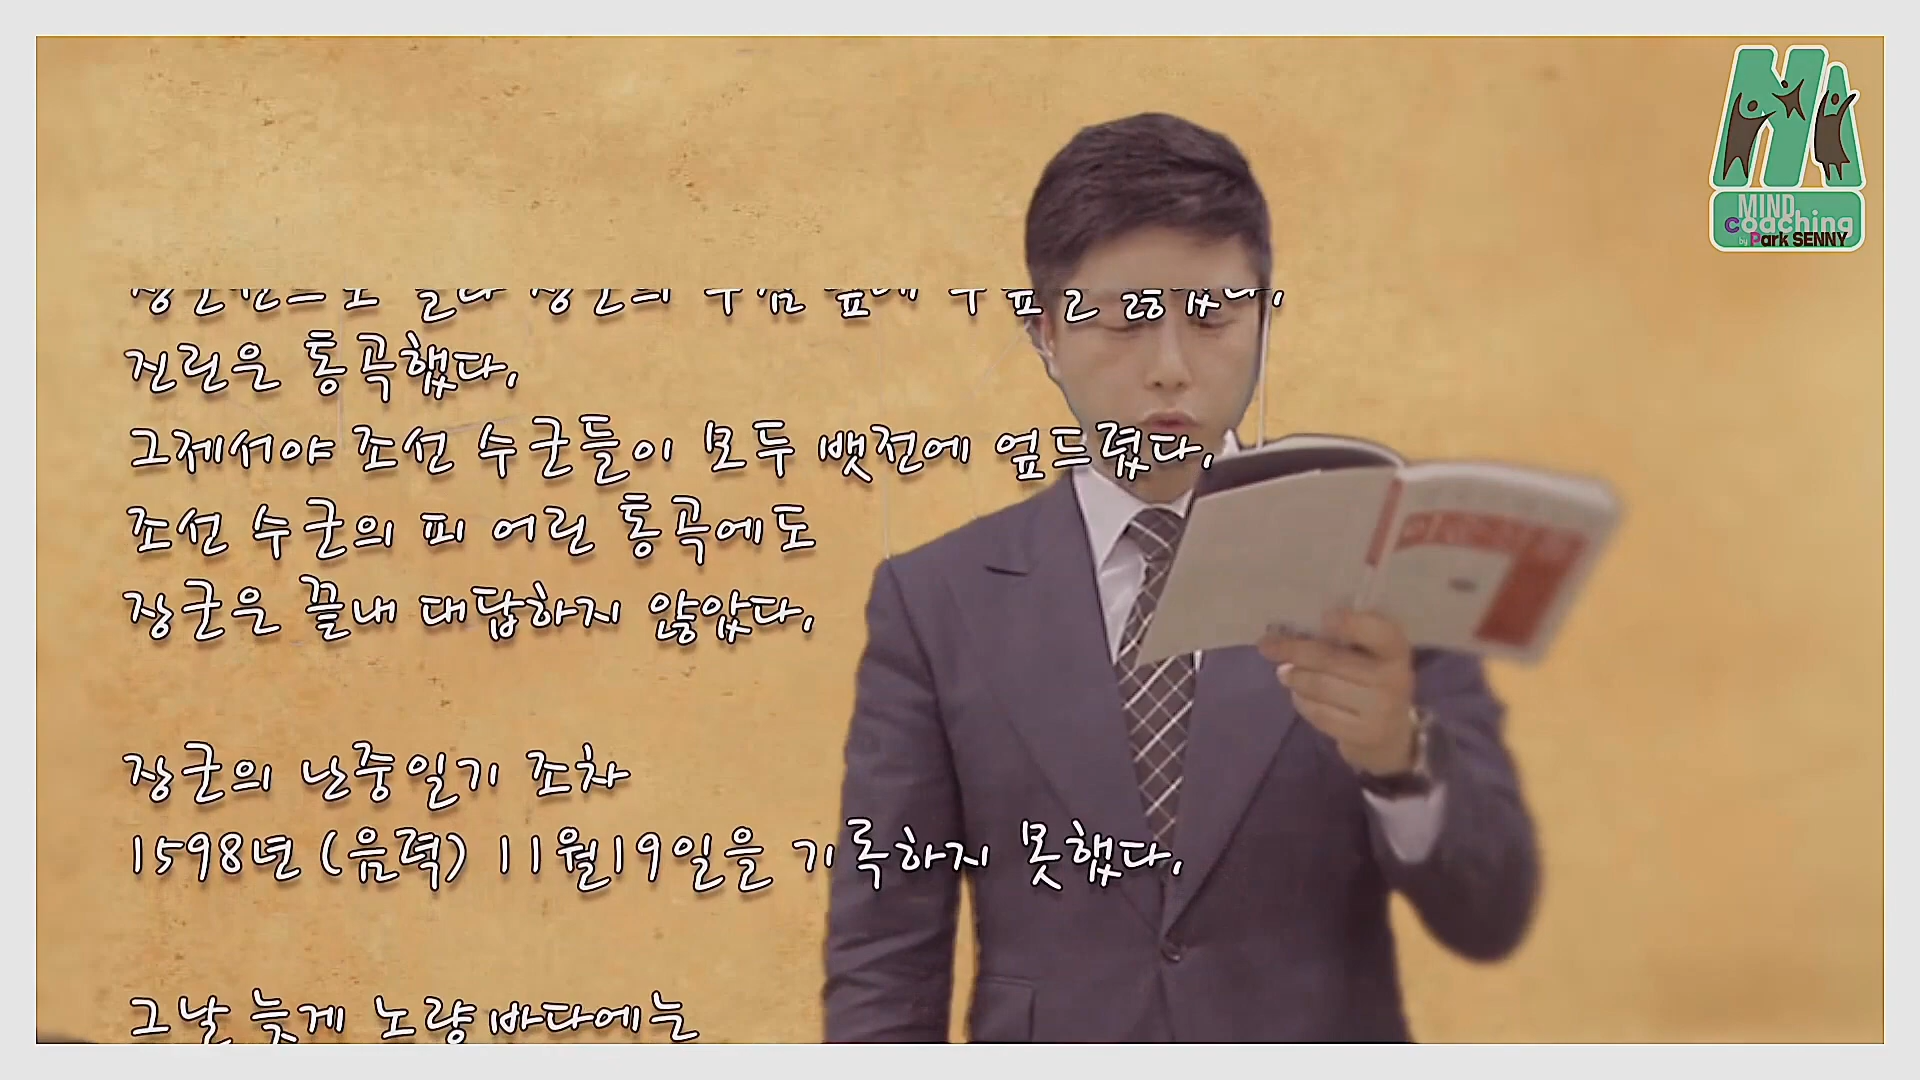 진린은 통곡했다.
그제서야 조선 수군들이 모두 뱃전에 엎드렸다.
조선 수군의 피 어린 통곡에도
장군은 끝내 대답하지 않았다.
장군의 난중일기 조차
1598년 (음력) 11월19일을 기록하지 못했다.
그날 늦게 노량 바다에는
MIND
coaching
by Park SENNY